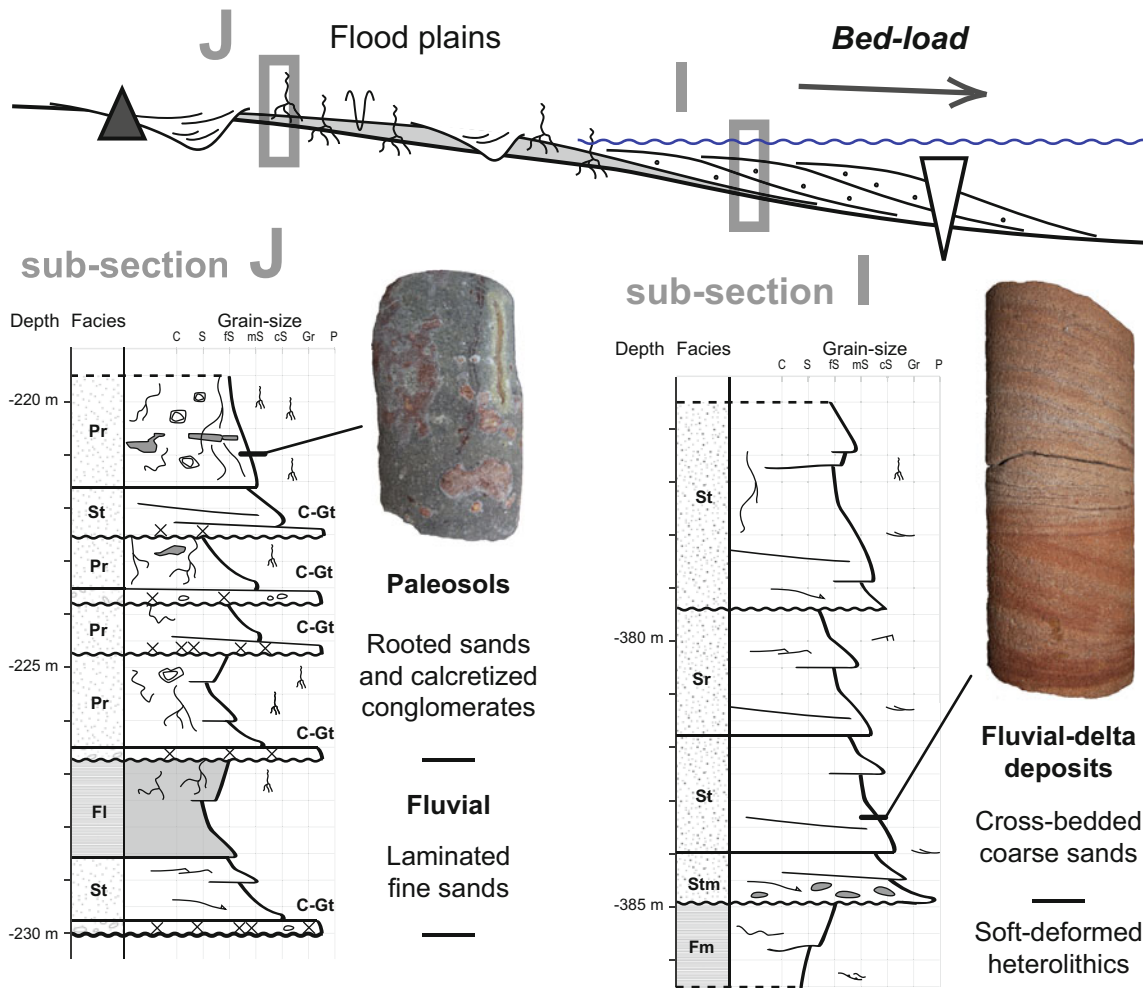 J
Flood plains
I
Bed-load
sub-section J
Depth Facies Grain-size
C S fS mS cS Gr P
-220 m
Pr
St
C-Gt
Pr
C-Gt
Pr
C-Gt
-225 m
Pr
C-Gt
Fl
St
C-Gt
-230 m
Paleosols
Rooted sands
and calcretized
conglomerates
Fluvial
Laminated
fine sands
sub-section I
Depth Facies Grain-size
C S fS mS cS Gr P
St
-380 m
Sr
St
Stm
-385 m
Fm
Fluvial-delta
deposits
Cross-bedded
coarse sands
Soft-deformed
heterolithics